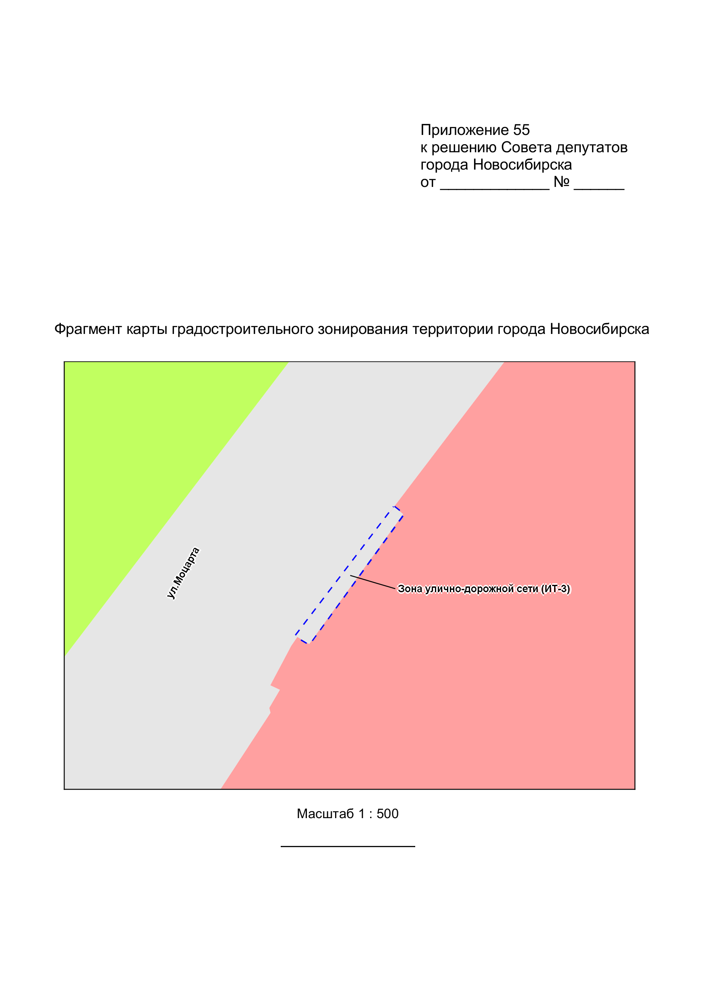 Приложение 55
к решению Совета депутатов
города Новосибирска
от _____________ № ______
Фрагмент карты градостроительного зонирования территории города Новосибирска
ул.Моцарта
Зона улично-дорожной сети (ИТ-3)
Масштаб 1 : 500